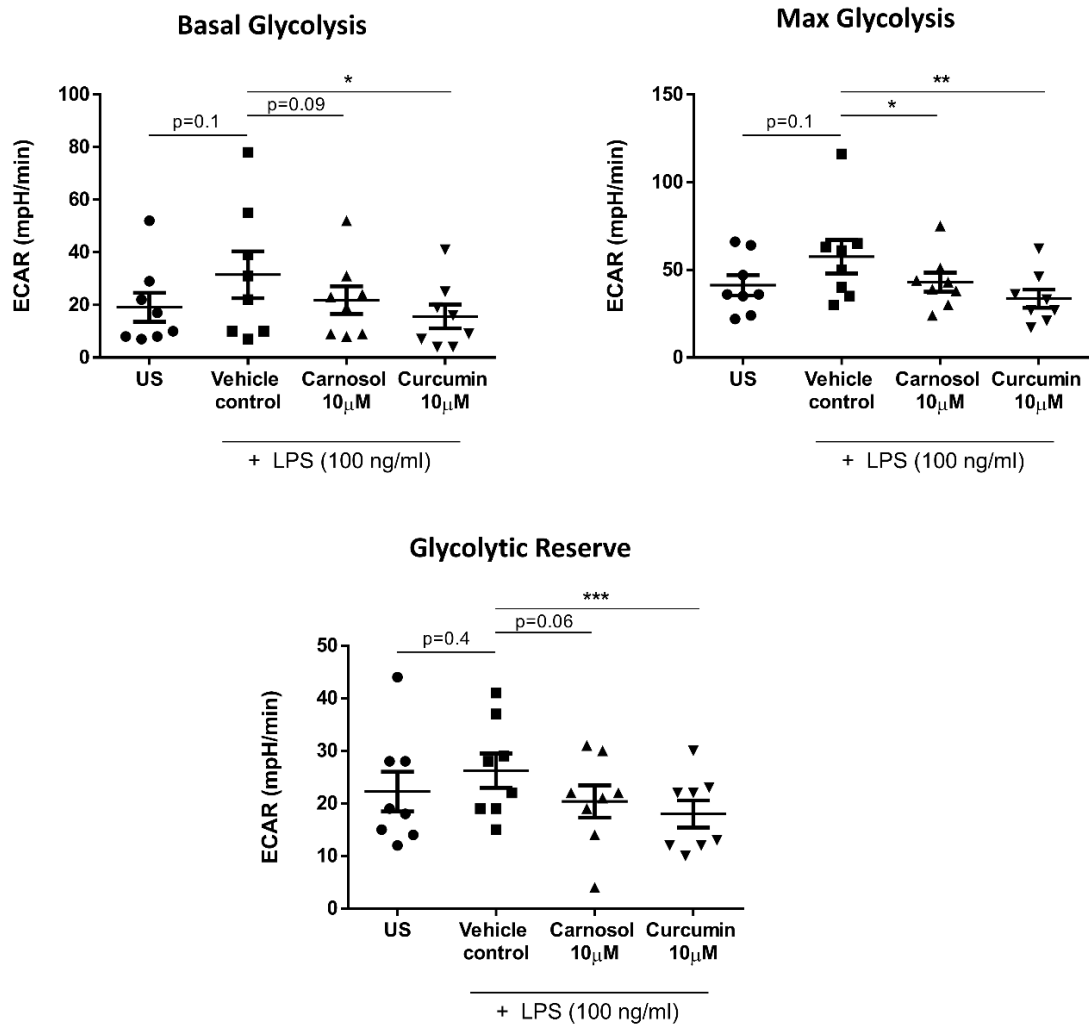 Basal Glycolysis
*
p=0.09
p=0.1
100
80
60
40
20
0
ECAR (mpH/min)
US
Vehicle
control
Carnosol
10μM
Curcumin
10μM
+ LPS (100 ng/ml)
Max Glycolysis
**
*
p=0.1
150
100
50
0
ECAR (mpH/min)
US
Vehicle
control
Carnosol
10μM
Curcumin
10μM
+ LPS (100 ng/ml)
Glycolytic Reserve
***
p=0.06
p=0.4
50
40
30
20
10
0
ECAR (mpH/min)
US
Vehicle
control
Carnosol
10μM
Curcumin
10μM
+ LPS (100 ng/ml)